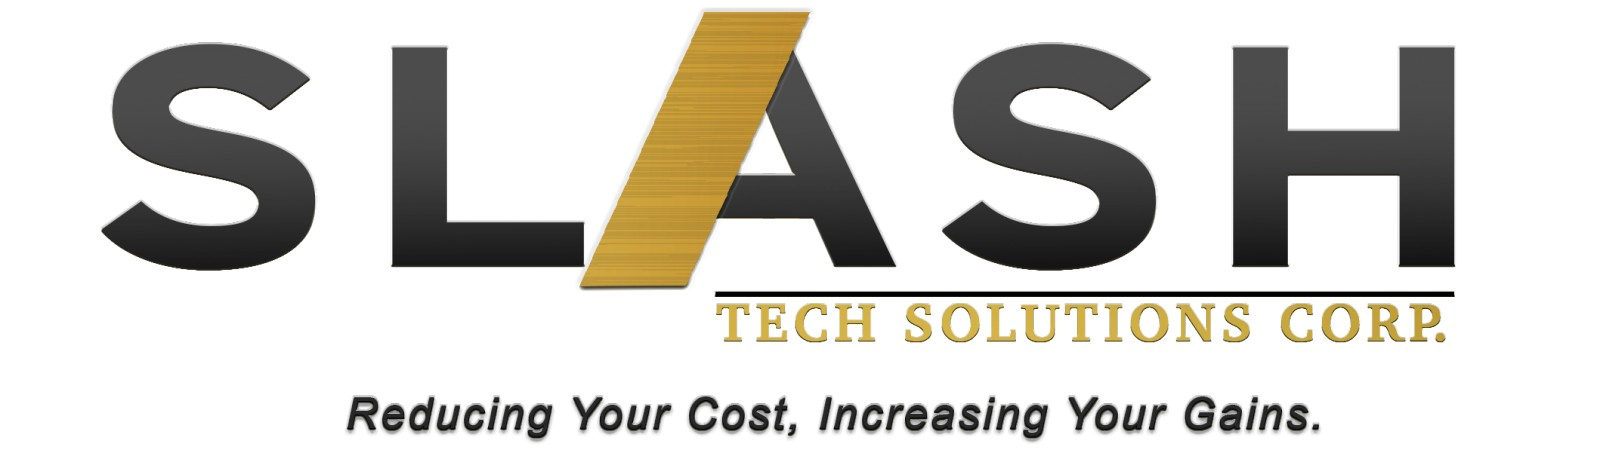 SLASH
TECH SOLUTIONS CORP.
Reducing Your Cost, Increasing Your Gains.